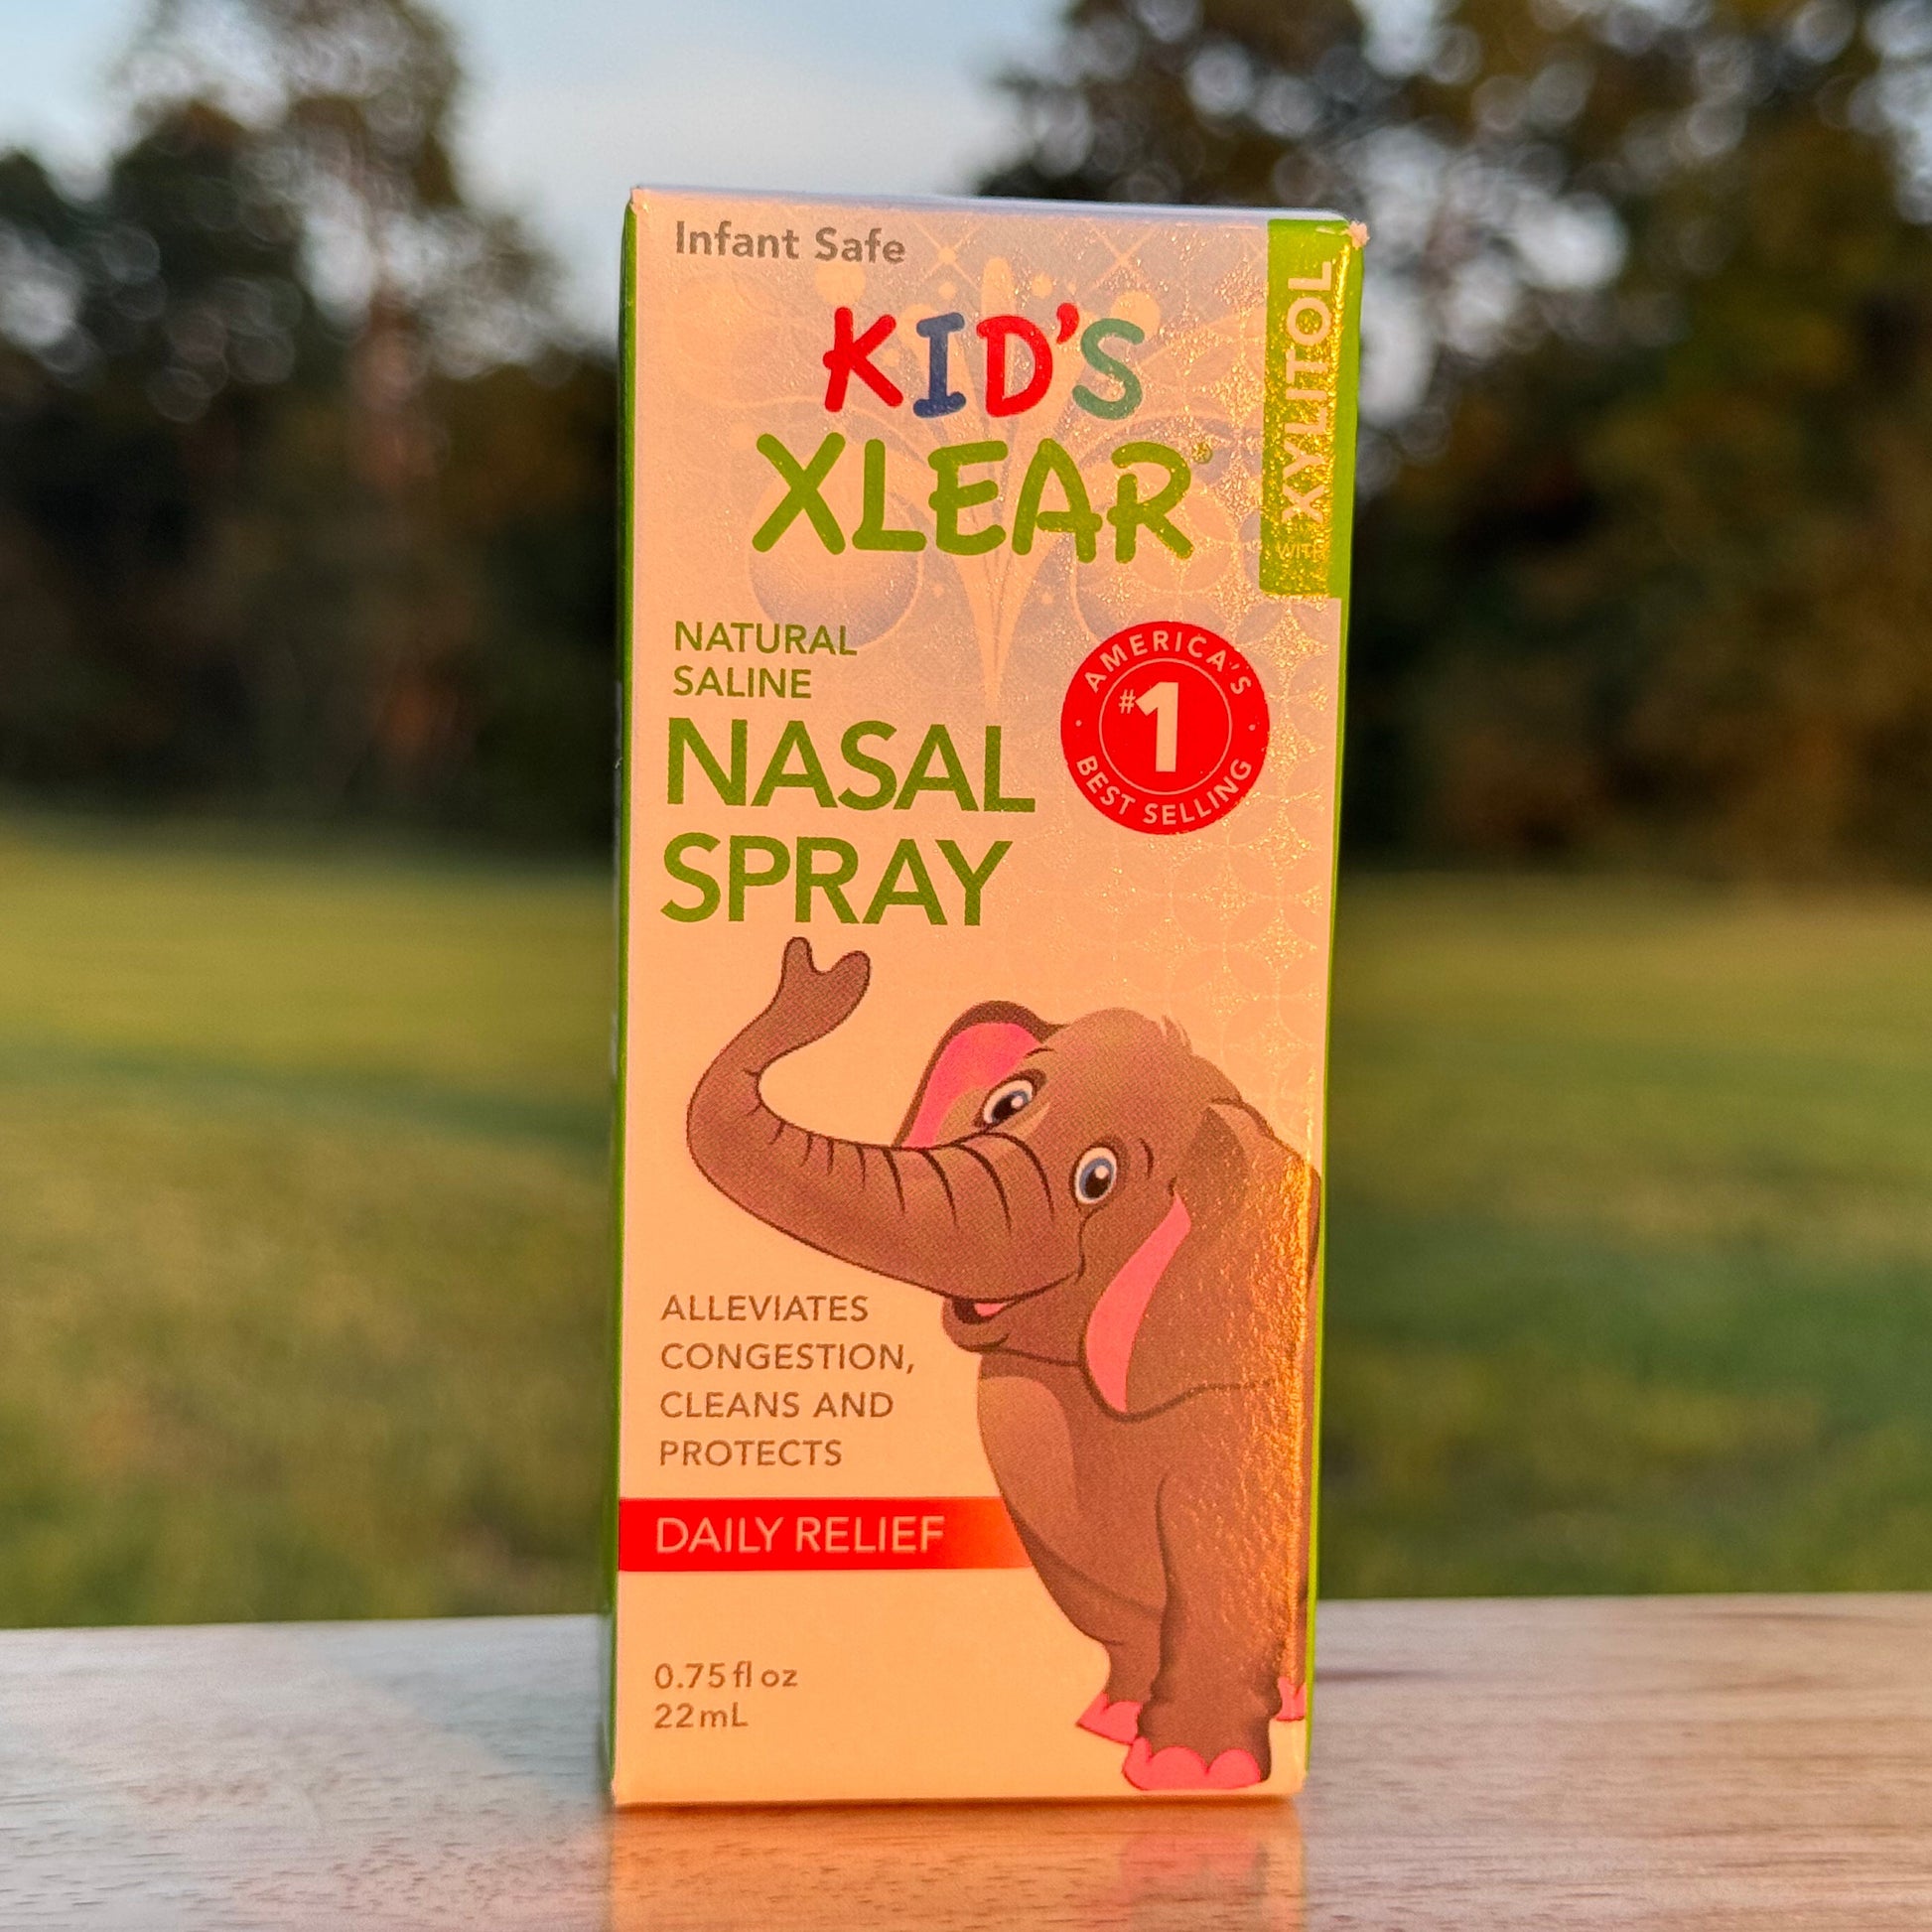 Infant Safe
KID'S
XLEAR®
WITH XYLITOL
NATURAL
SALINE
NASAL
SPRAY
AMERICA'S
#1
BEST SELLING
ALLEVIATES
CONGESTION,
CLEANS AND
PROTECTS
DAILY RELIEF
0.75 fl oz
22 mL